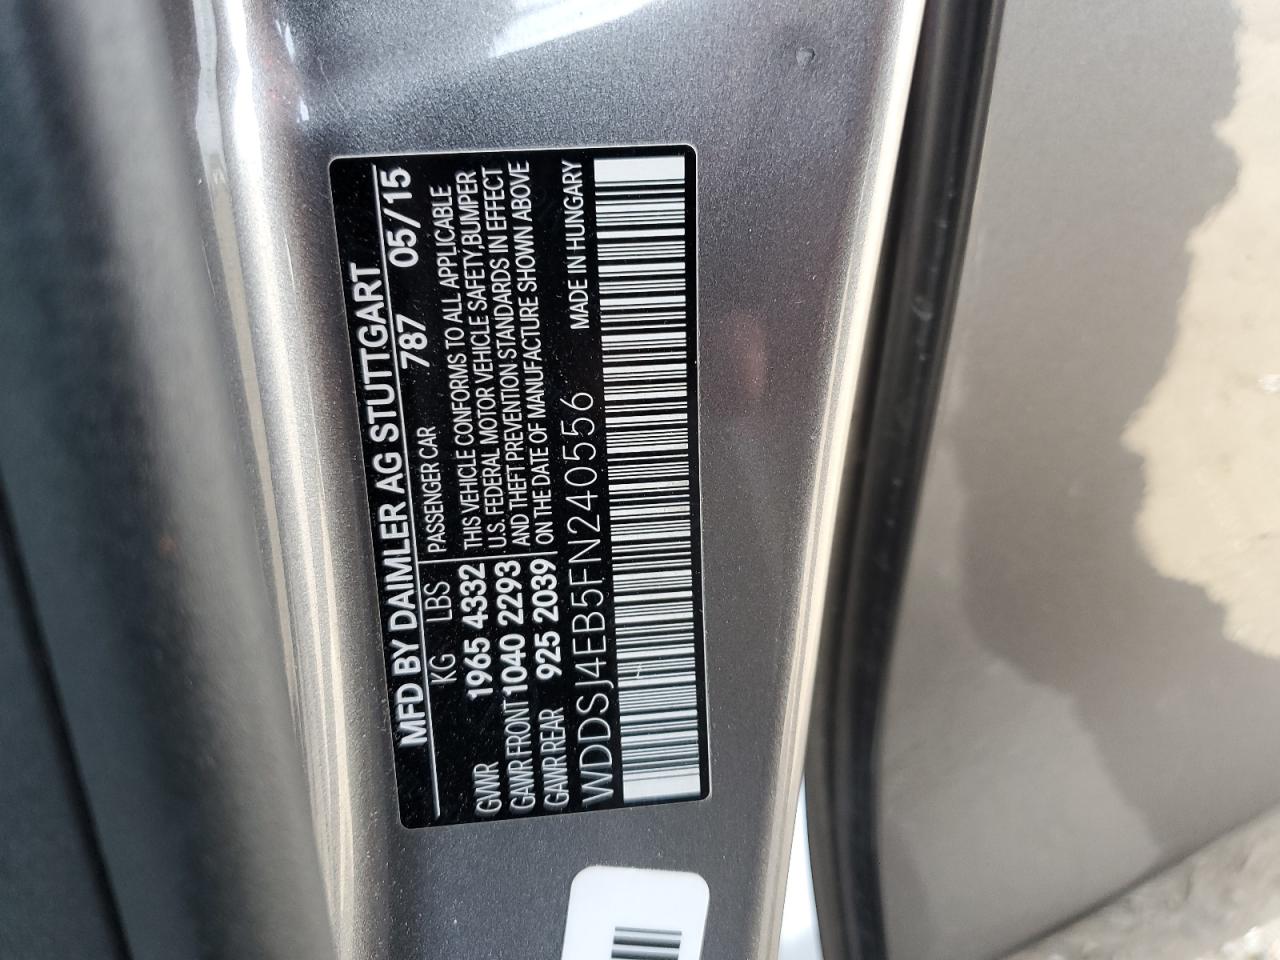 MFD BY DAIMLER AG STUTTGART
787 05/15
KG LBS PASSENGER CAR
GVWR 1965 4332
GAWR FRONT 1040 2293
GAWR REAR 925 2039
THIS VEHICLE CONFORMS TO ALL APPLICABLE
U.S. FEDERAL MOTOR VEHICLE SAFETY,BUMPER
AND THEFT PREVENTION STANDARDS IN EFFECT
ON THE DATE OF MANUFACTURE SHOWN ABOVE
WDDSJ4EB5FN240556 MADE IN HUNGARY